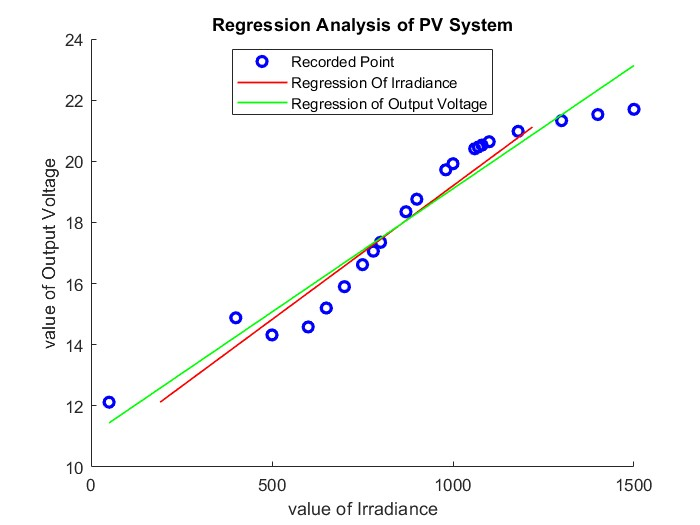 Regression Analysis of PV System
Recorded Point
Regression Of Irradiance
Regression of Output Voltage
value of Output Voltage
24
22
20
18
16
14
12
10
0
500
1000
1500
value of Irradiance